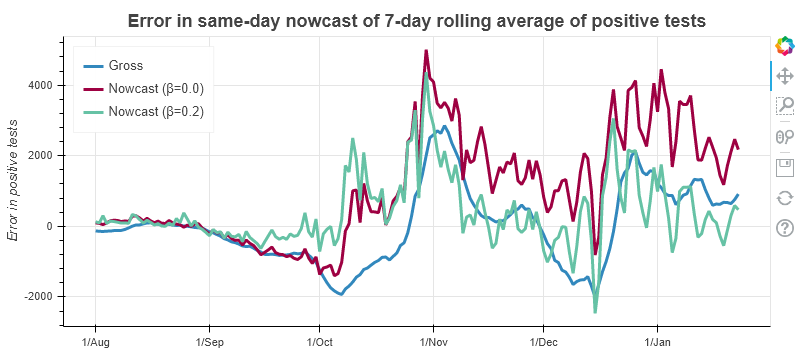 Error in same-day nowcast of 7-day rolling average of positive tests
Error in positive tests
Gross
Nowcast (β=0.0)
Nowcast (β=0.2)
4000
2000
0
-2000
1/Aug
1/Sep
1/Oct
1/Nov
1/Dec
1/Jan